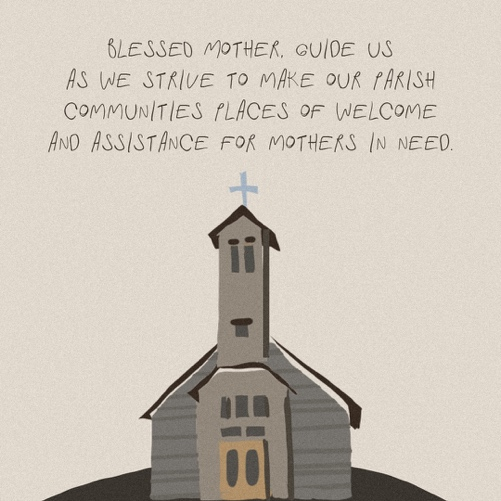 BLESSED MOTHER, GUIDE US
AS WE STRIVE TO MAKE OUR PARISH
COMMUNITIES PLACES OF WELCOME
AND ASSISTANCE FOR MOTHERS IN NEED.